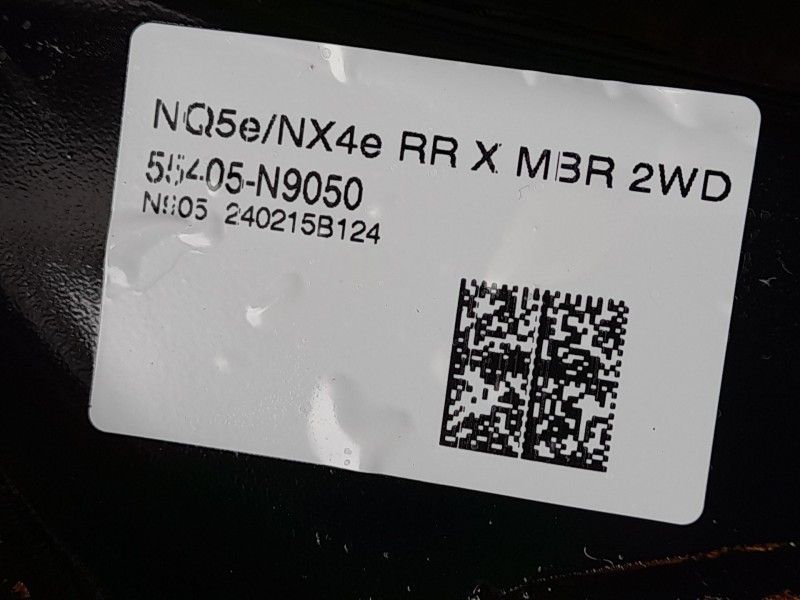 NQ5e/NX4e RR X MBR 2WD
55405-N9050
N905 240215B124